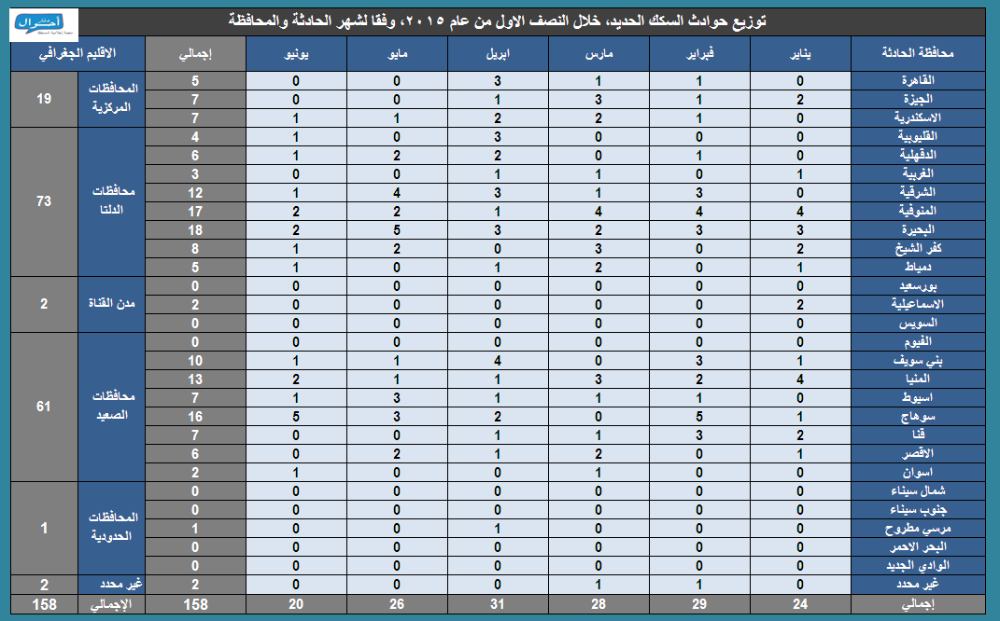 توزيع حوادث السكك الحديد، خلال النصف الاول من عام ٢٠١٥، وفقا لشهر الحادثة والمحافظة
محافظة الحادثة يناير فبراير مارس ابريل مايو يونيو إجمالي الاقليم الجغرافي
القاهرة 0 1 1 3 0 0 5
الجيزة 2 1 3 1 0 0 7
الاسكندرية 0 1 2 2 1 1 7
المحافظات المركزية 19
القليوبية 0 0 0 3 0 1 4
الدقهلية 0 1 0 2 2 1 6
الغربية 1 0 1 1 0 0 3
الشرقية 0 3 1 3 4 1 12
المنوفية 4 4 4 1 2 2 17
البحيرة 3 3 2 3 5 2 18
كفر الشيخ 2 0 3 0 2 1 8
دمياط 1 0 2 1 0 1 5
محافظات الدلتا 73
بورسعيد 0 0 0 0 0 0 0
الاسماعيلية 2 0 0 0 0 0 2
السويس 0 0 0 0 0 0 0
مدن القناة 2
الفيوم 0 0 0 0 0 0 0
بني سويف 1 3 0 4 1 1 10
المنيا 4 2 3 1 1 2 13
اسيوط 0 1 1 1 3 1 7
سوهاج 1 5 0 2 3 5 16
قنا 2 3 1 1 0 0 7
الاقصر 1 0 2 1 2 0 6
اسوان 0 0 1 0 0 1 2
محافظات الصعيد 61
شمال سيناء 0 0 0 0 0 0 0
جنوب سيناء 0 0 0 0 0 0 0
مرسي مطروح 0 0 0 1 0 0 1
البحر الاحمر 0 0 0 0 0 0 0
الوادي الجديد 0 0 0 0 0 0 0
المحافظات الحدودية 1
غير محدد 0 1 1 0 0 0 2 غير محدد 2
إجمالي 24 29 28 31 26 20 158 الإجمالي 158